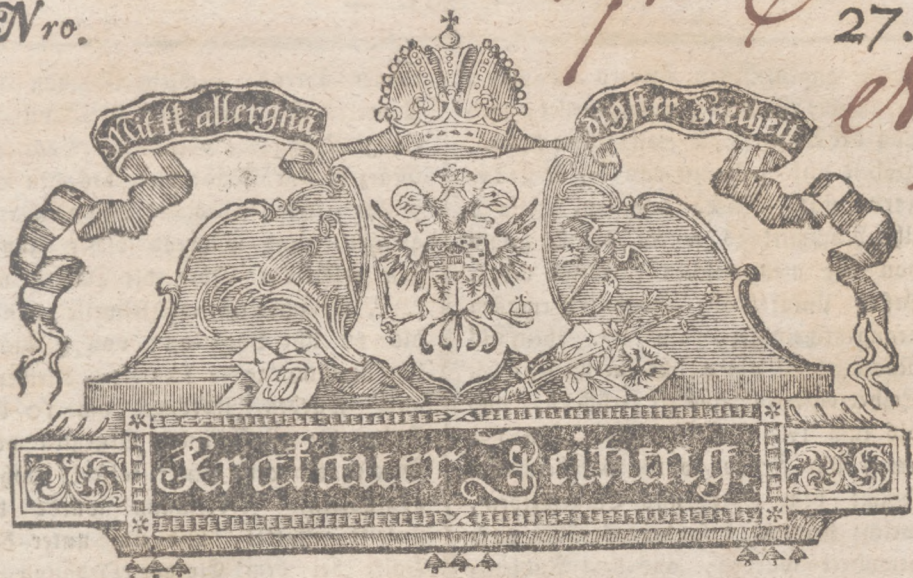 Nro. 27.
Mit kk allergnä
digster Freiheit
Krakauer Zeitung.